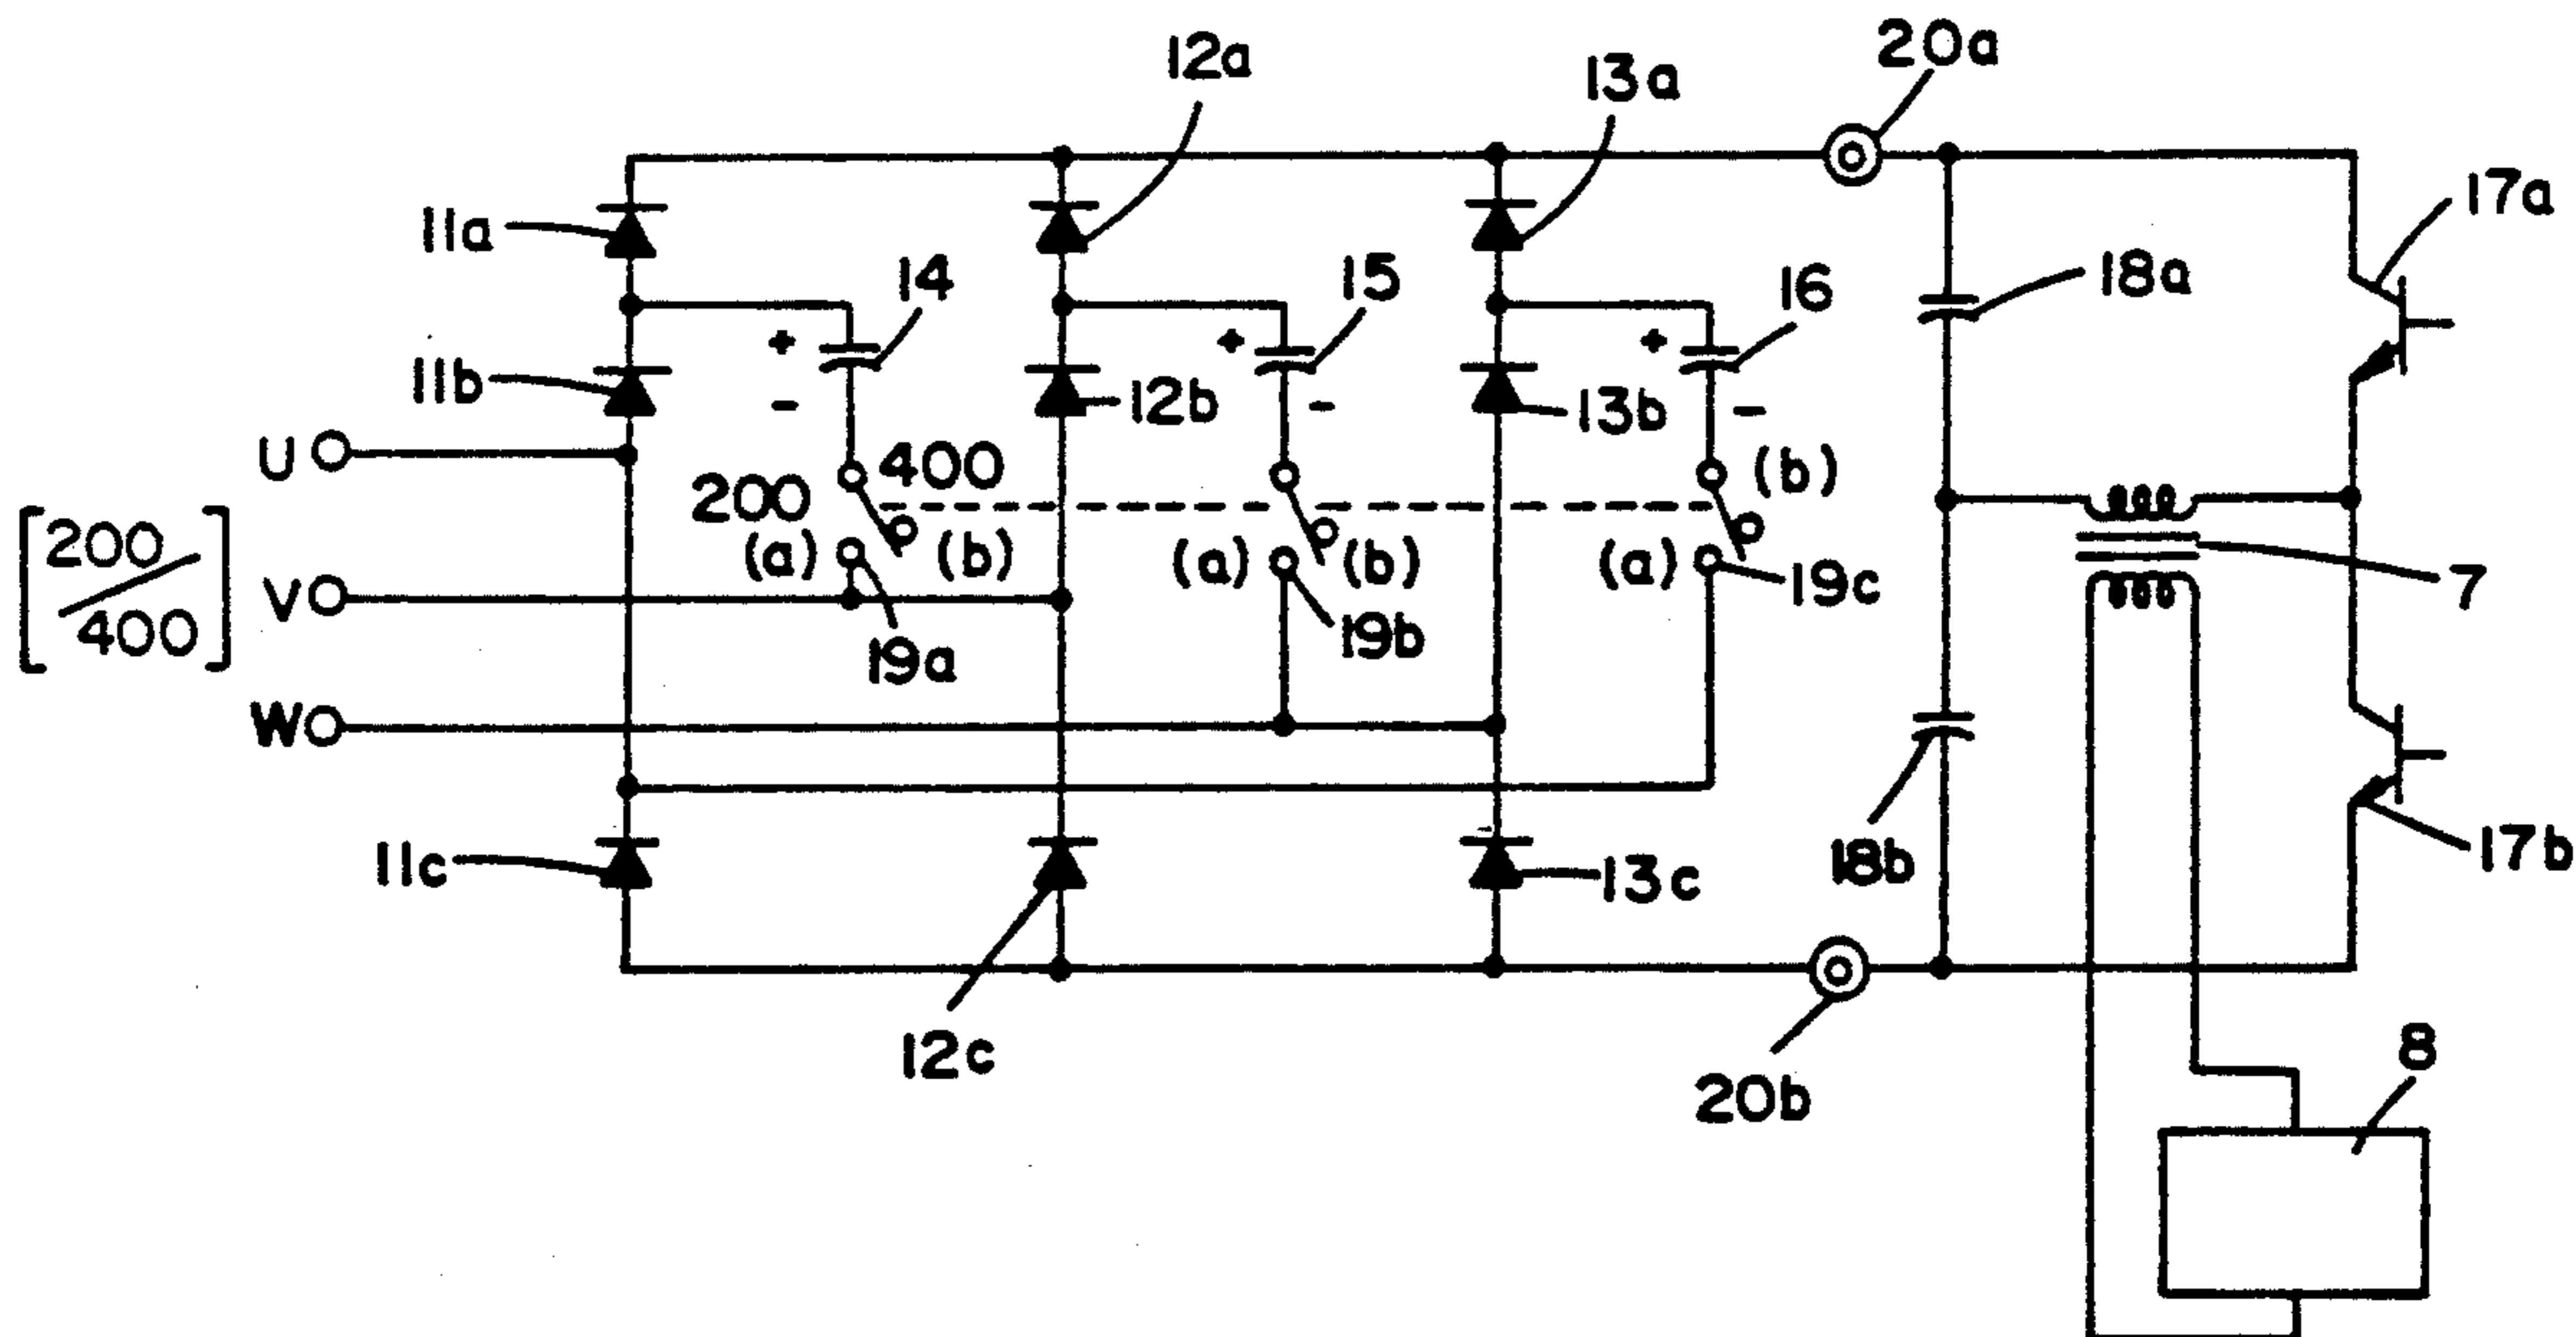 12a
13a
20a
17a
11a
14
15
16
18a
11b
12b
13b
+
+
+
-
-
-
U
200
400
(b)
(a)
(b)
(a)
(b)
(a)
[200/400]
V
19a
19b
19c
7
W
11c
12c
13c
18b
17b
20b
8